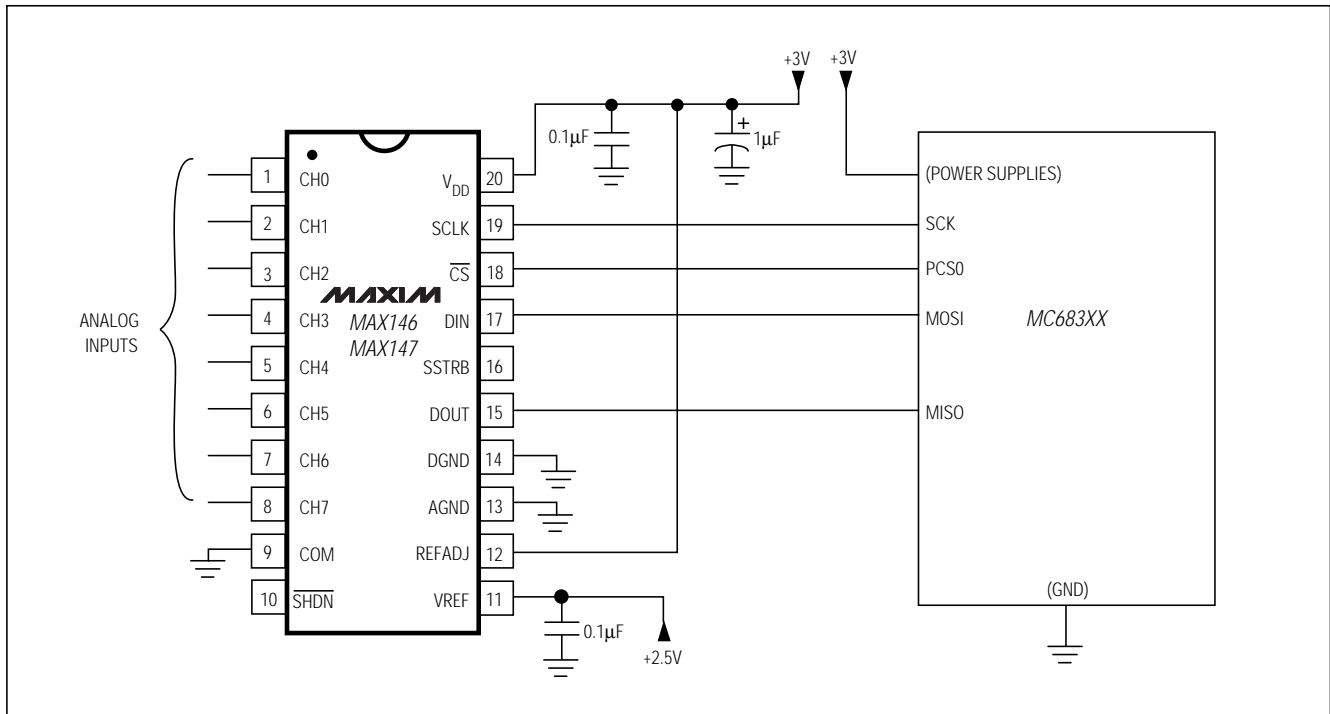 +3V
+3V
0.1µF
+
1µF
ANALOG
INPUTS
1 CH0
2 CH1
3 CH2
4 CH3
5 CH4
6 CH5
7 CH6
8 CH7
9 COM
10 S̅H̅D̅N̅
MAXIM
MAX146
MAX147
VDD 20
SCLK 19
C̅S̅ 18
DIN 17
SSTRB 16
DOUT 15
DGND 14
AGND 13
REFADJ 12
VREF 11
0.1µF
+2.5V
(POWER SUPPLIES)
SCK
PCS0
MOSI
MC683XX
MISO
(GND)